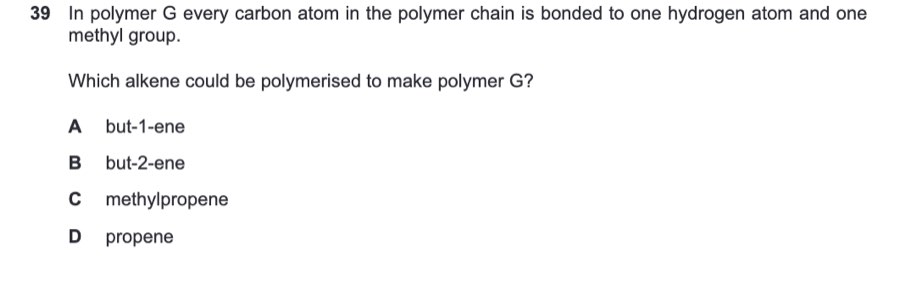 39 In polymer G every carbon atom in the polymer chain is bonded to one hydrogen atom and one
methyl group.
Which alkene could be polymerised to make polymer G?
A but-1-ene
B but-2-ene
C methylpropene
D propene